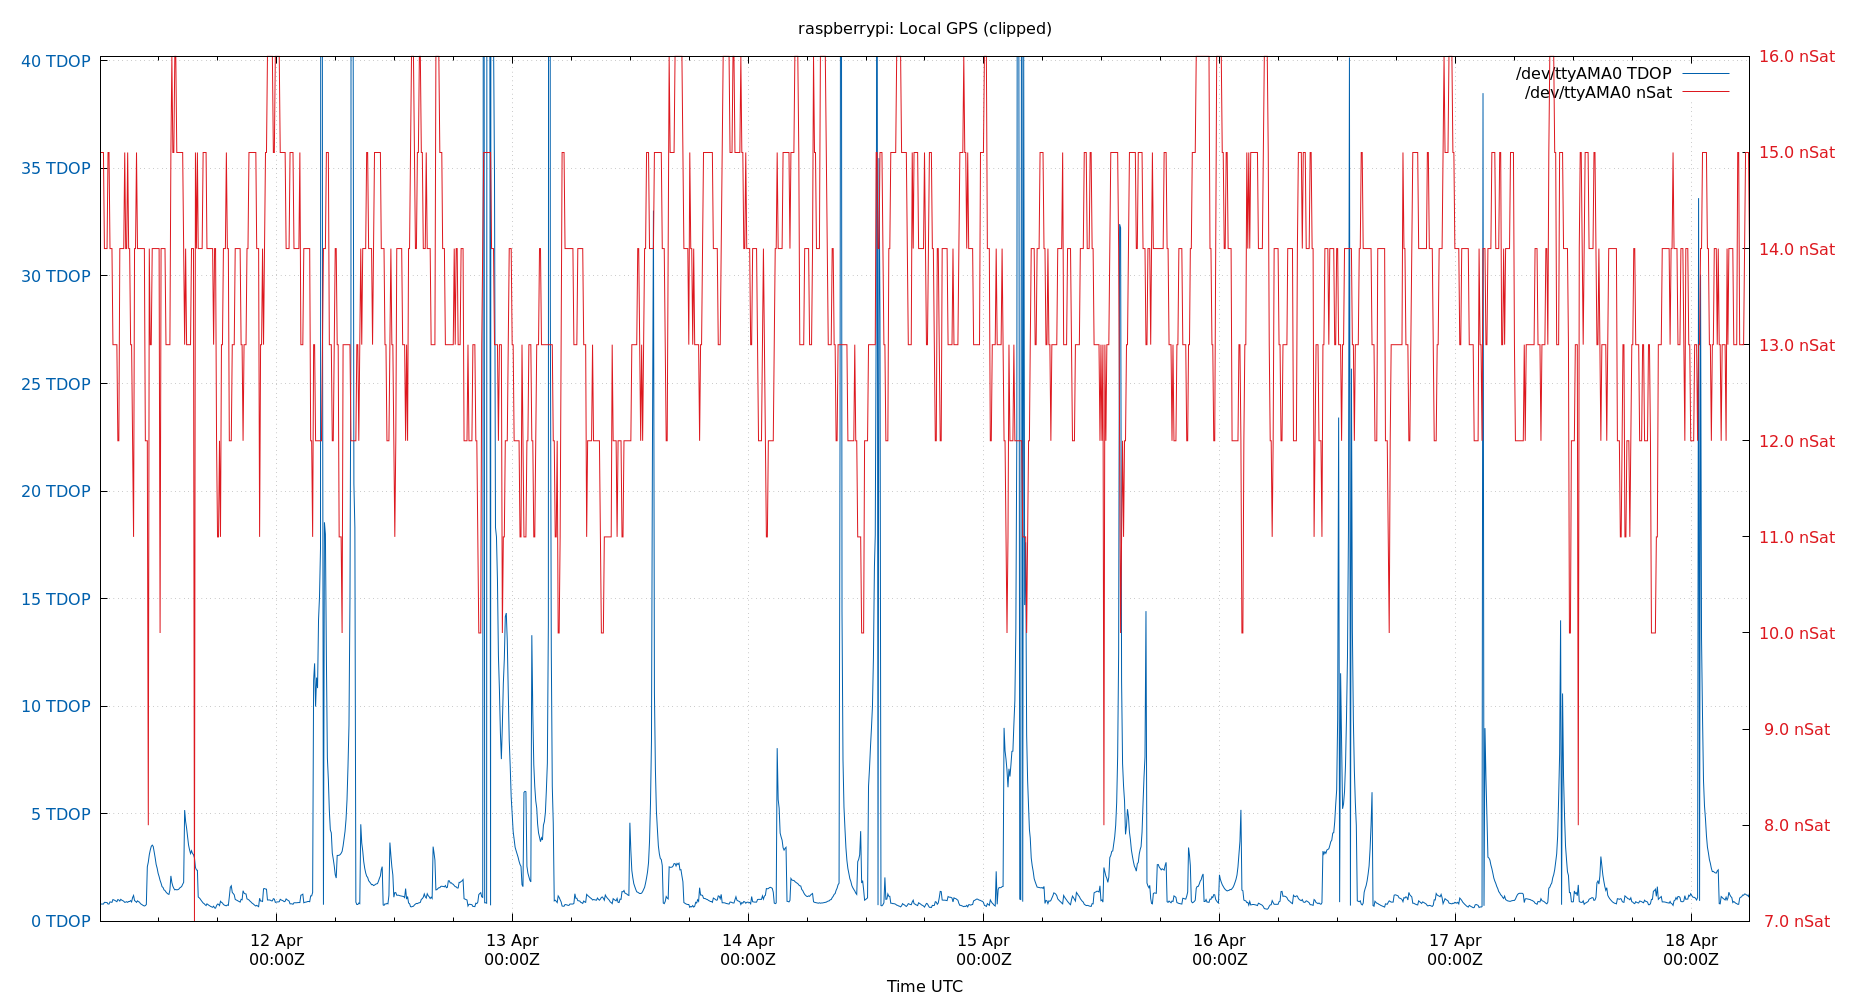 raspberrypi: Local GPS (clipped)
40 TDOP
35 TDOP
30 TDOP
25 TDOP
20 TDOP
15 TDOP
10 TDOP
5 TDOP
0 TDOP
16.0 nSat
15.0 nSat
14.0 nSat
13.0 nSat
12.0 nSat
11.0 nSat
10.0 nSat
9.0 nSat
8.0 nSat
7.0 nSat
/dev/ttyAMA0 TDOP
/dev/ttyAMA0 nSat
12 Apr
00:00Z
13 Apr
00:00Z
14 Apr
00:00Z
15 Apr
00:00Z
16 Apr
00:00Z
17 Apr
00:00Z
18 Apr
00:00Z
Time UTC